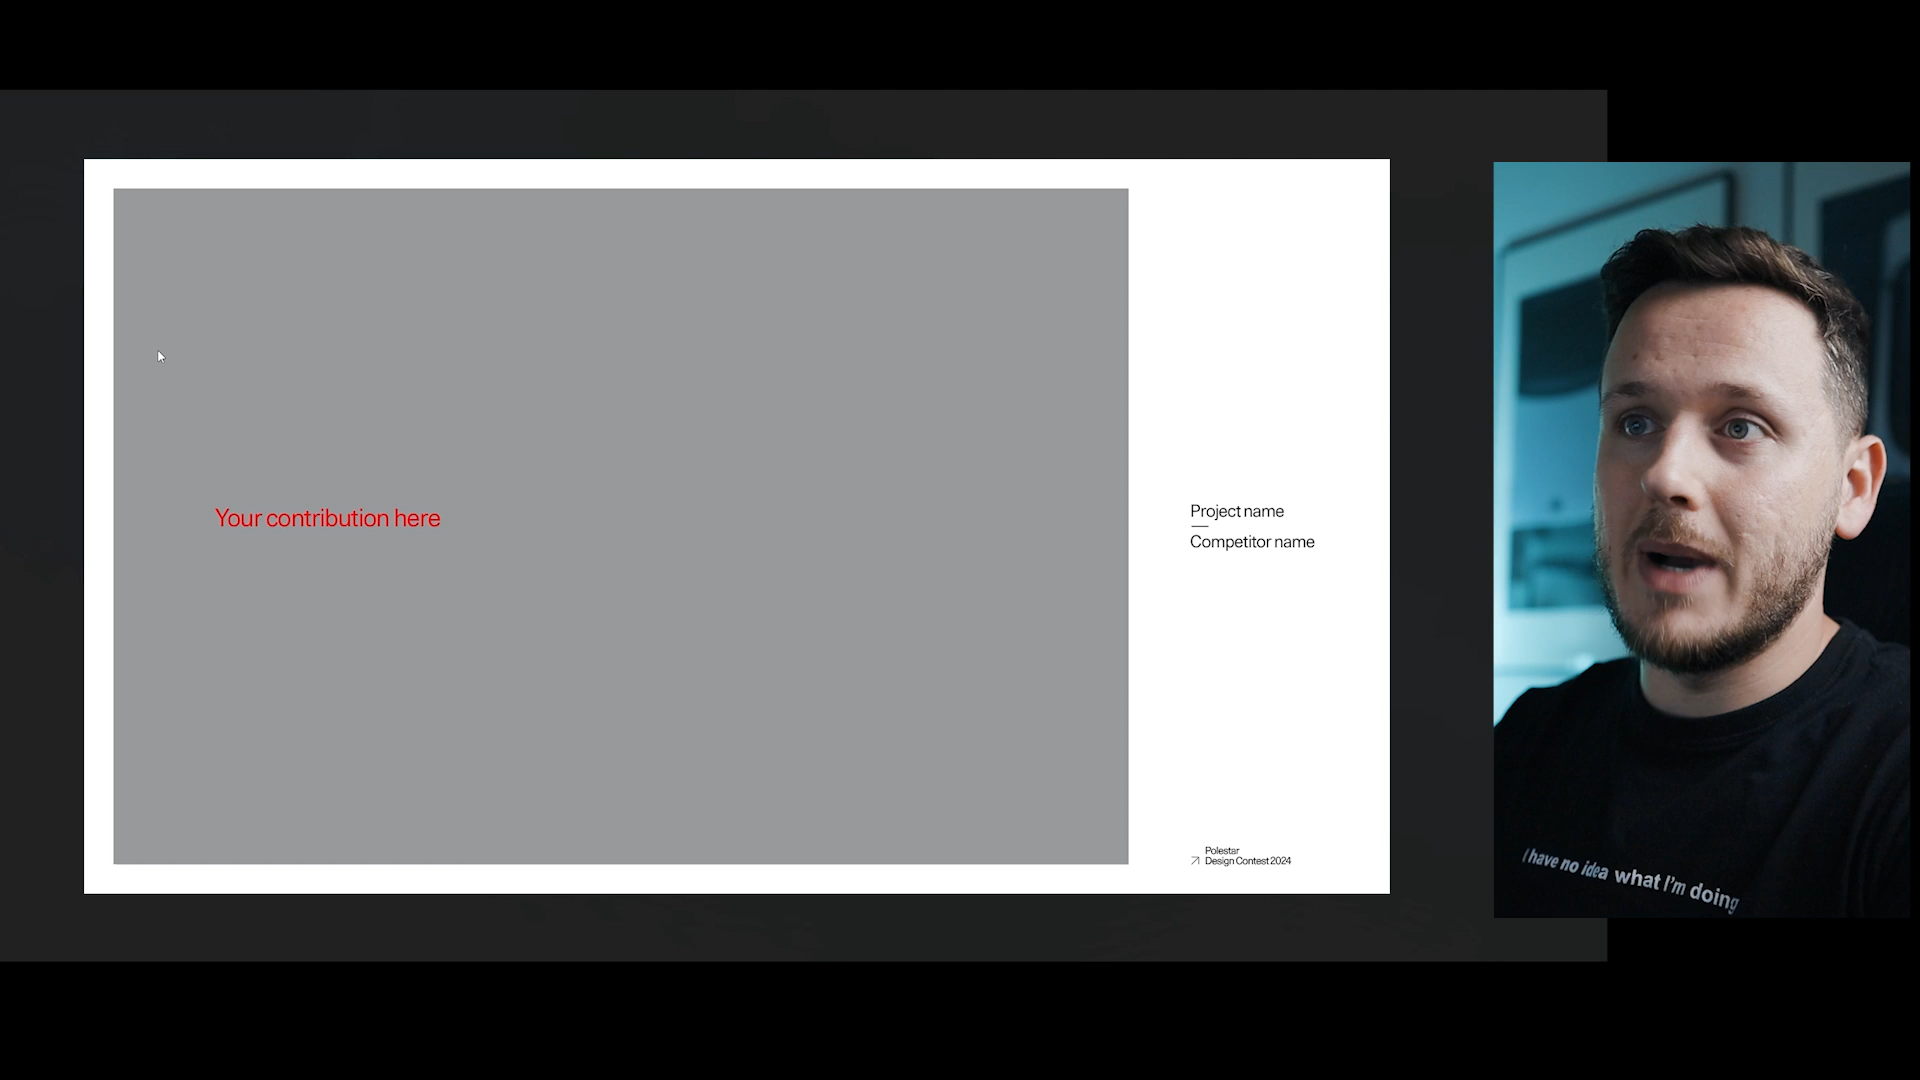 Your contribution here
Project name
Competitor name
Polestar
Design Contest 2024
I have no idea what I'm doing